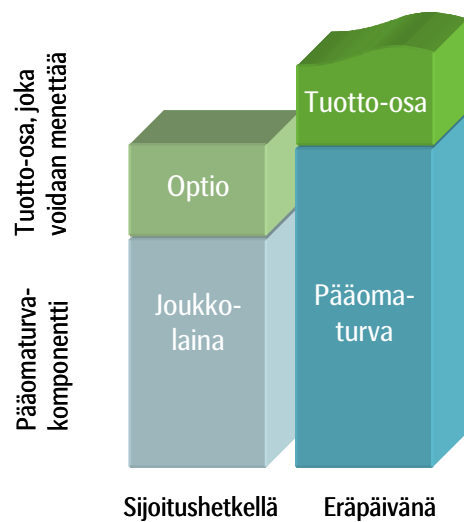 Tuotto-osa, joka
voidaan menettää
Pääomaturva-
komponentti
Optio
Joukko-
laina
Tuotto-osa
Pääoma-
turva
Sijoitushetkellä
Eräpäivänä